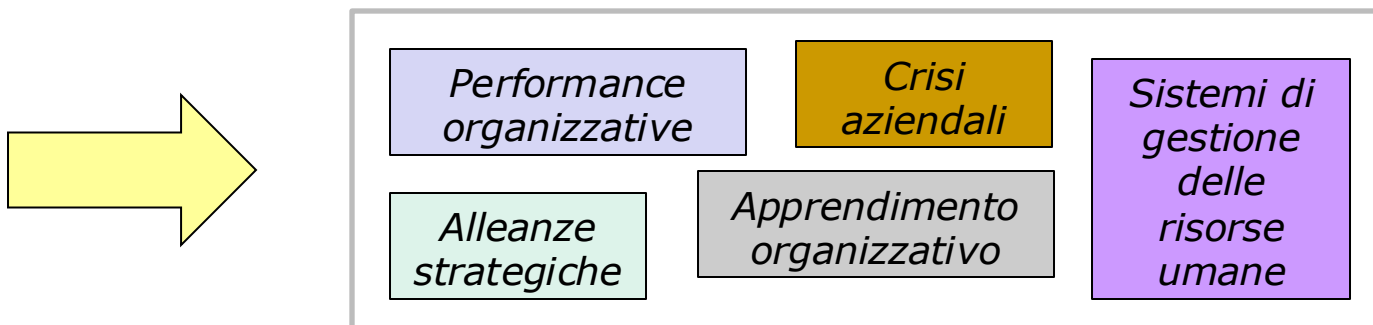 Performance
organizzative
Crisi
aziendali
Sistemi di
gestione
delle
risorse
umane
Alleanze
strategiche
Apprendimento
organizzativo